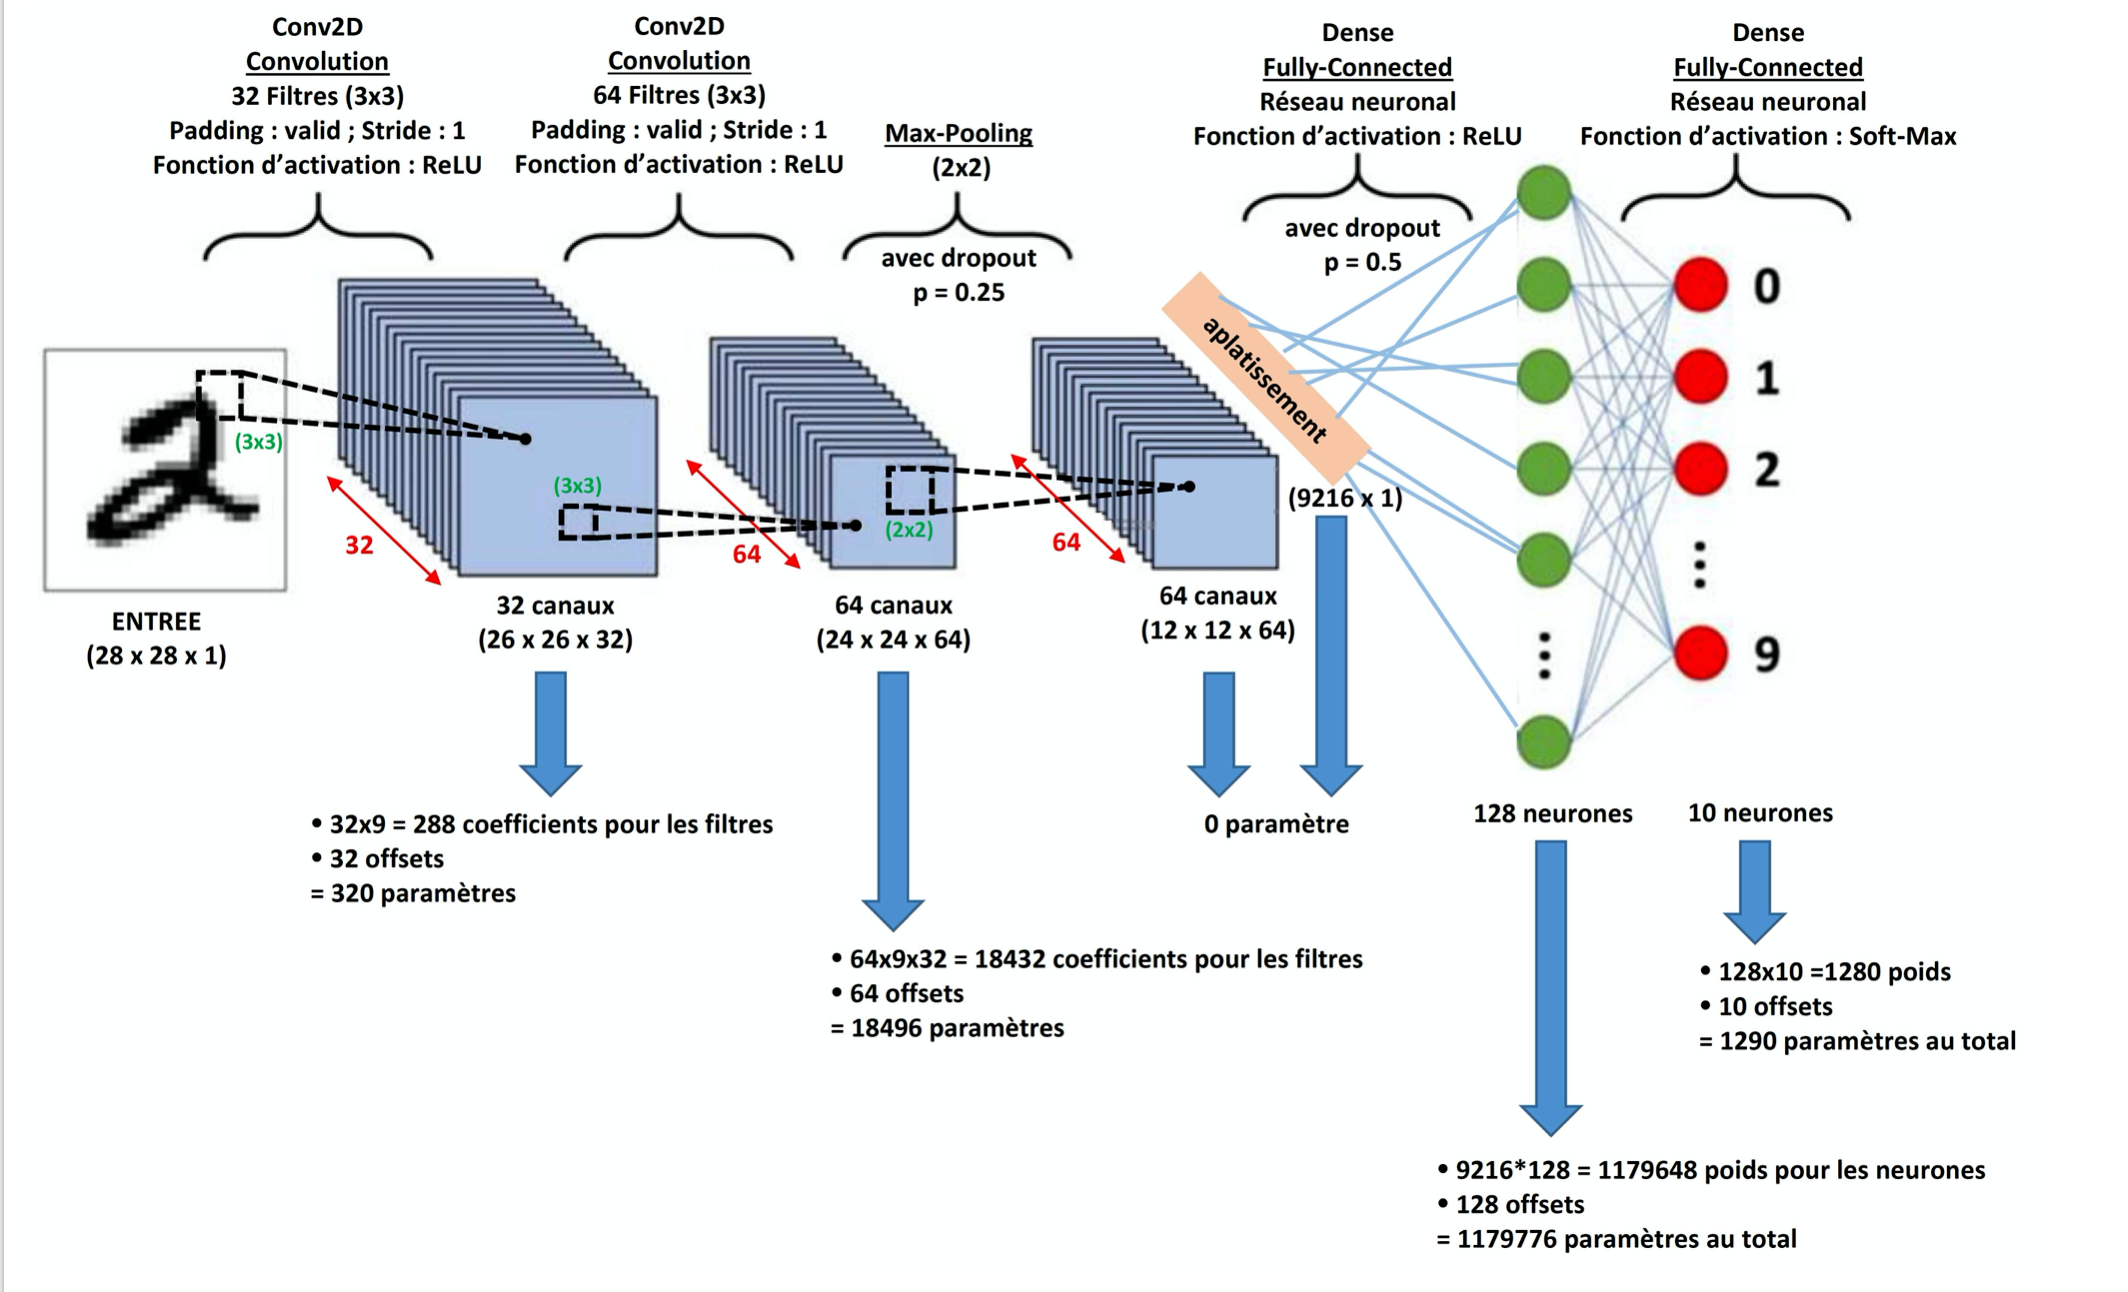 Conv2D
Convolution
32 Filtres (3x3)
Padding : valid ; Stride : 1
Fonction d'activation : ReLU
Conv2D
Convolution
64 Filtres (3x3)
Padding : valid ; Stride : 1
Fonction d'activation : ReLU
Max-Pooling
(2x2)
avec dropout
p = 0.25
Dense
Fully-Connected
Réseau neuronal
Fonction d'activation : ReLU
avec dropout
p = 0.5
Dense
Fully-Connected
Réseau neuronal
Fonction d'activation : Soft-Max
(3x3)
32
(3x3)
64
(2x2)
64
aplatissement
(9216 x 1)
0
1
2
9
ENTREE
(28 x 28 x 1)
32 canaux
(26 x 26 x 32)
64 canaux
(24 x 24 x 64)
64 canaux
(12 x 12 x 64)
128 neurones
10 neurones
• 32x9 = 288 coefficients pour les filtres
• 32 offsets
= 320 paramètres
0 paramètre
• 64x9x32 = 18432 coefficients pour les filtres
• 64 offsets
= 18496 paramètres
• 128x10 =1280 poids
• 10 offsets
= 1290 paramètres au total
• 9216*128 = 1179648 poids pour les neurones
• 128 offsets
= 1179776 paramètres au total